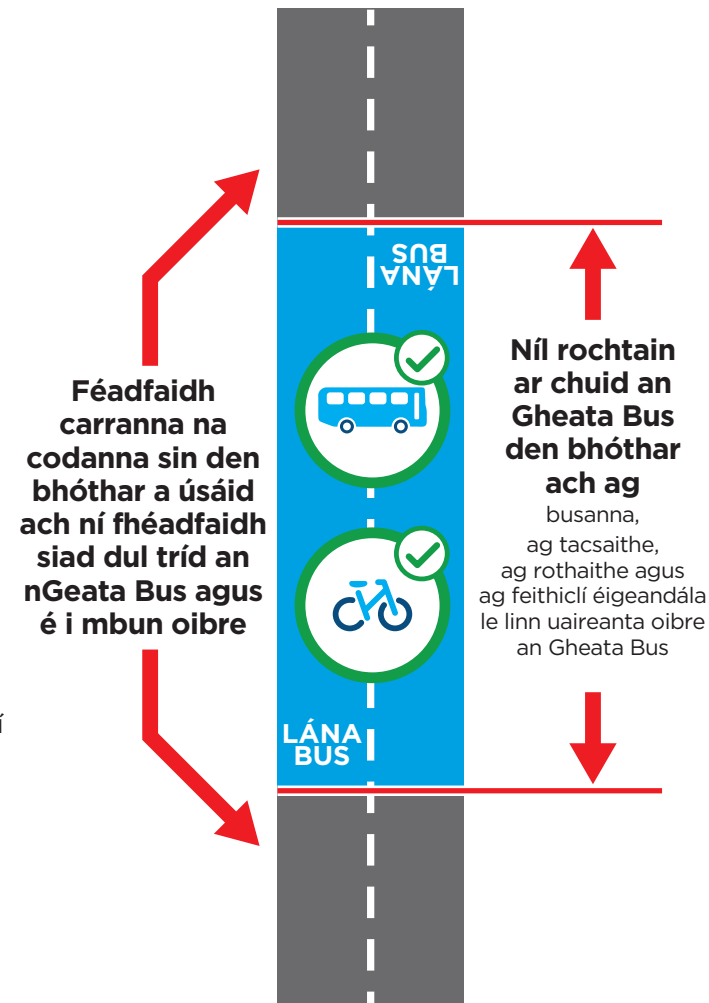 Féadfaidh
carranna na
codanna sin den
bhóthar a úsáid
ach ní fhéadfaidh
siad dul tríd an
nGeata Bus agus
é i mbun oibre
LÁNA
BUS
Níl rochtain
ar chuid an
Gheata Bus
den bhóthar
ach ag
busanna,
ag tacsaithe,
ag rothaithe agus
ag feithiclí éigeandála
le linn uaireanta oibre
an Gheata Bus
LÁNA
BUS
í